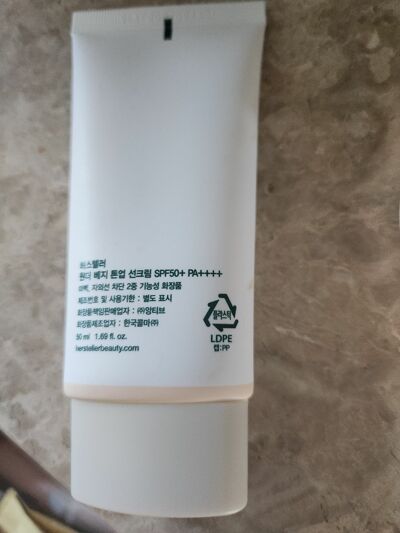 허스텔러
원더 베지 톤업 선크림 SPF50+ PA++++
미백, 자외선 차단 2중 기능성 화장품
제조번호 및 사용기한 : 별도 표시
화장품책임판매업자 : ㈜앙티브
화장품제조업자 : 한국콜마㈜
50 ml 1.69 fl. oz.
herstellerbeauty.com
플라스틱
LDPE
캡:PP